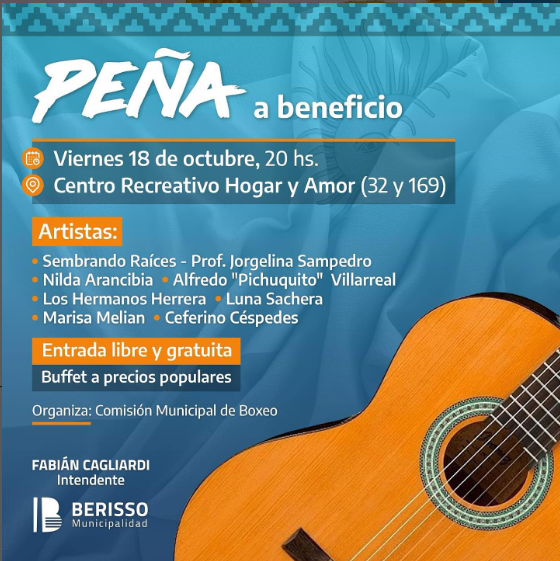 PEÑA a beneficio
Viernes 18 de octubre, 20 hs.
Centro Recreativo Hogar y Amor (32 y 169)
Artistas:
• Sembrando Raíces - Prof. Jorgelina Sampedro
• Nilda Arancibia • Alfredo "Pichuquito" Villarreal
• Los Hermanos Herrera • Luna Sachera
• Marisa Melian • Ceferino Céspedes
Entrada libre y gratuita
Buffet a precios populares
Organiza: Comisión Municipal de Boxeo
FABIÁN CAGLIARDI
Intendente
BERISSO
Municipalidad